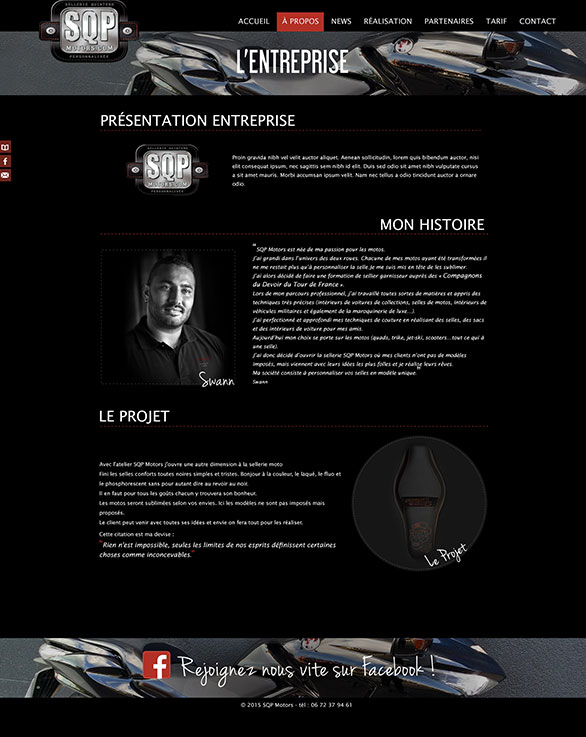 SELLERIE QUINTENO
SQP
MOTORS.COM
PERSONNALISÉE
ACCUEIL À PROPOS NEWS RÉALISATION PARTENAIRES TARIF CONTACT
L'ENTREPRISE
PRÉSENTATION ENTREPRISE
SQP
MOTORS.COM
Proin gravida nibh vel velit auctor aliquet. Aenean sollicitudin, lorem quis bibendum auctor, nisi
elit consequat ipsum, nec sagittis sem nibh id elit. Duis sed odio sit amet nibh vulputate cursus
a sit amet mauris. Morbi accumsan ipsum velit. Nam nec tellus a odio tincidunt auctor a ornare
odio.
MON HISTOIRE
"SQP Motors est née de ma passion pour les motos.
J'ai grandi dans l'univers des deux roues. Chacune de mes motos ayant été transformées il
ne me restait plus qu'à personnaliser la selle je me suis mis en tête de les sublimer.
J'ai alors décidé de faire une formation de sellier garnisseur auprès des « Compagnons
du Devoir du Tour de France ».
Lors de mon parcours professionnel, j'ai travaillé toutes sortes de matières et appris des
techniques très précises (intérieurs de voitures de collections, selles de motos, intérieurs de
véhicules militaires et également de la maroquinerie de luxe...).
J'ai perfectionné et approfondi mes techniques de couture en réalisant des selles, des sacs
et des intérieurs de voiture pour mes amis.
Aujourd'hui mon choix se porte sur les motos (quads, trike, jet-ski, scooters...tout ce qui à
une selle).
J'ai donc décidé d'ouvrir la sellerie SQP Motors où mes clients n'ont pas de modèles
imposés, mais viennent avec leurs idées les plus folles et je réalise leurs rêves.
Ma société consiste à personnaliser vos selles en modèle unique."
Swann
Swann
LE PROJET
Avec l'atelier SQP Motors j'ouvre une autre dimension à la sellerie moto
Fini les selles conforts toutes noires simples et tristes. Bonjour à la couleur, le laqué, le fluo et
le phosphorescent sans pour autant dire au revoir au noir.
Il en faut pour tous les goûts chacun y trouvera son bonheur.
Les motos seront sublimées selon vos envies. Ici les modèles ne sont pas imposés mais
proposés.
Le client peut venir avec toutes ses idées et envie on fera tout pour les réaliser.
Cette citation est ma devise :
"Rien n'est impossible, seules les limites de nos esprits définissent certaines
choses comme inconcevables."
Le Projet
Rejoignez nous vite sur Facebook !
© 2015 SQP Motors - tél : 06 72 37 94 61